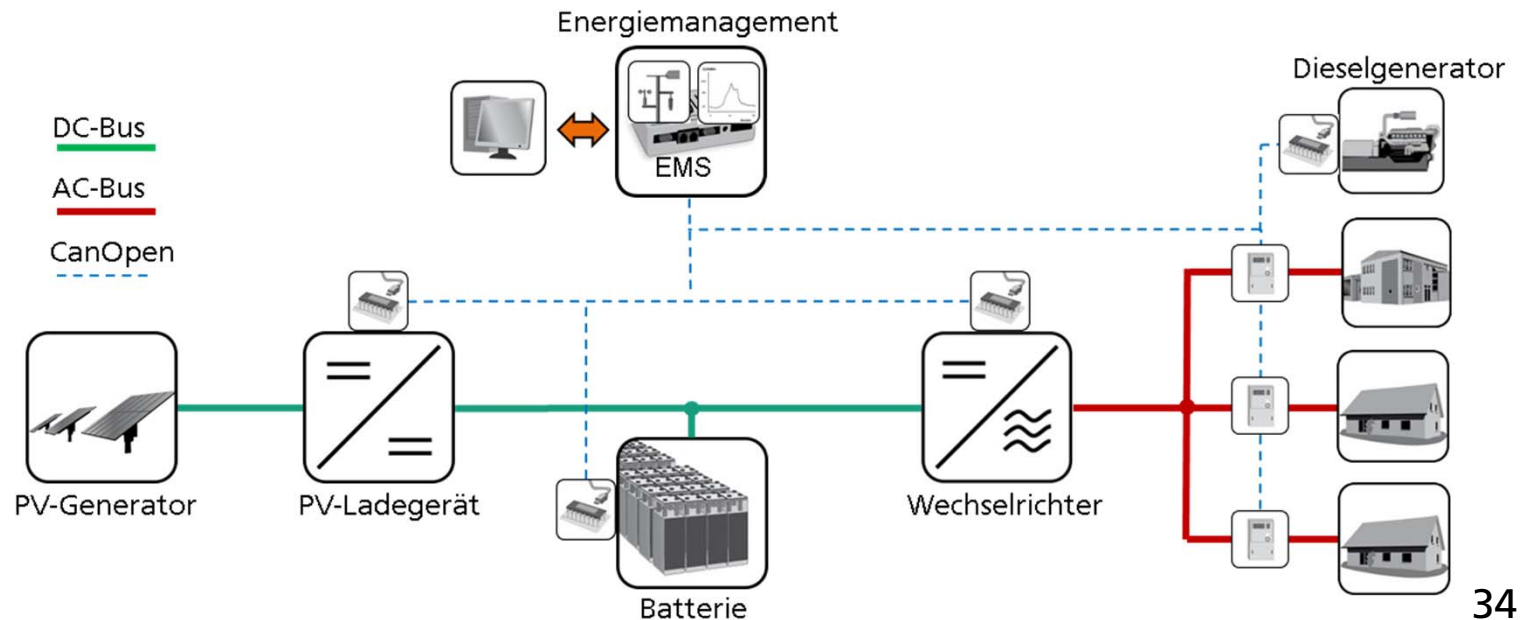 Energiemanagement
Dieselgenerator
DC-Bus
AC-Bus
EMS
CanOpen
PV-Generator
PV-Ladegerät
Wechselrichter
Batterie
34